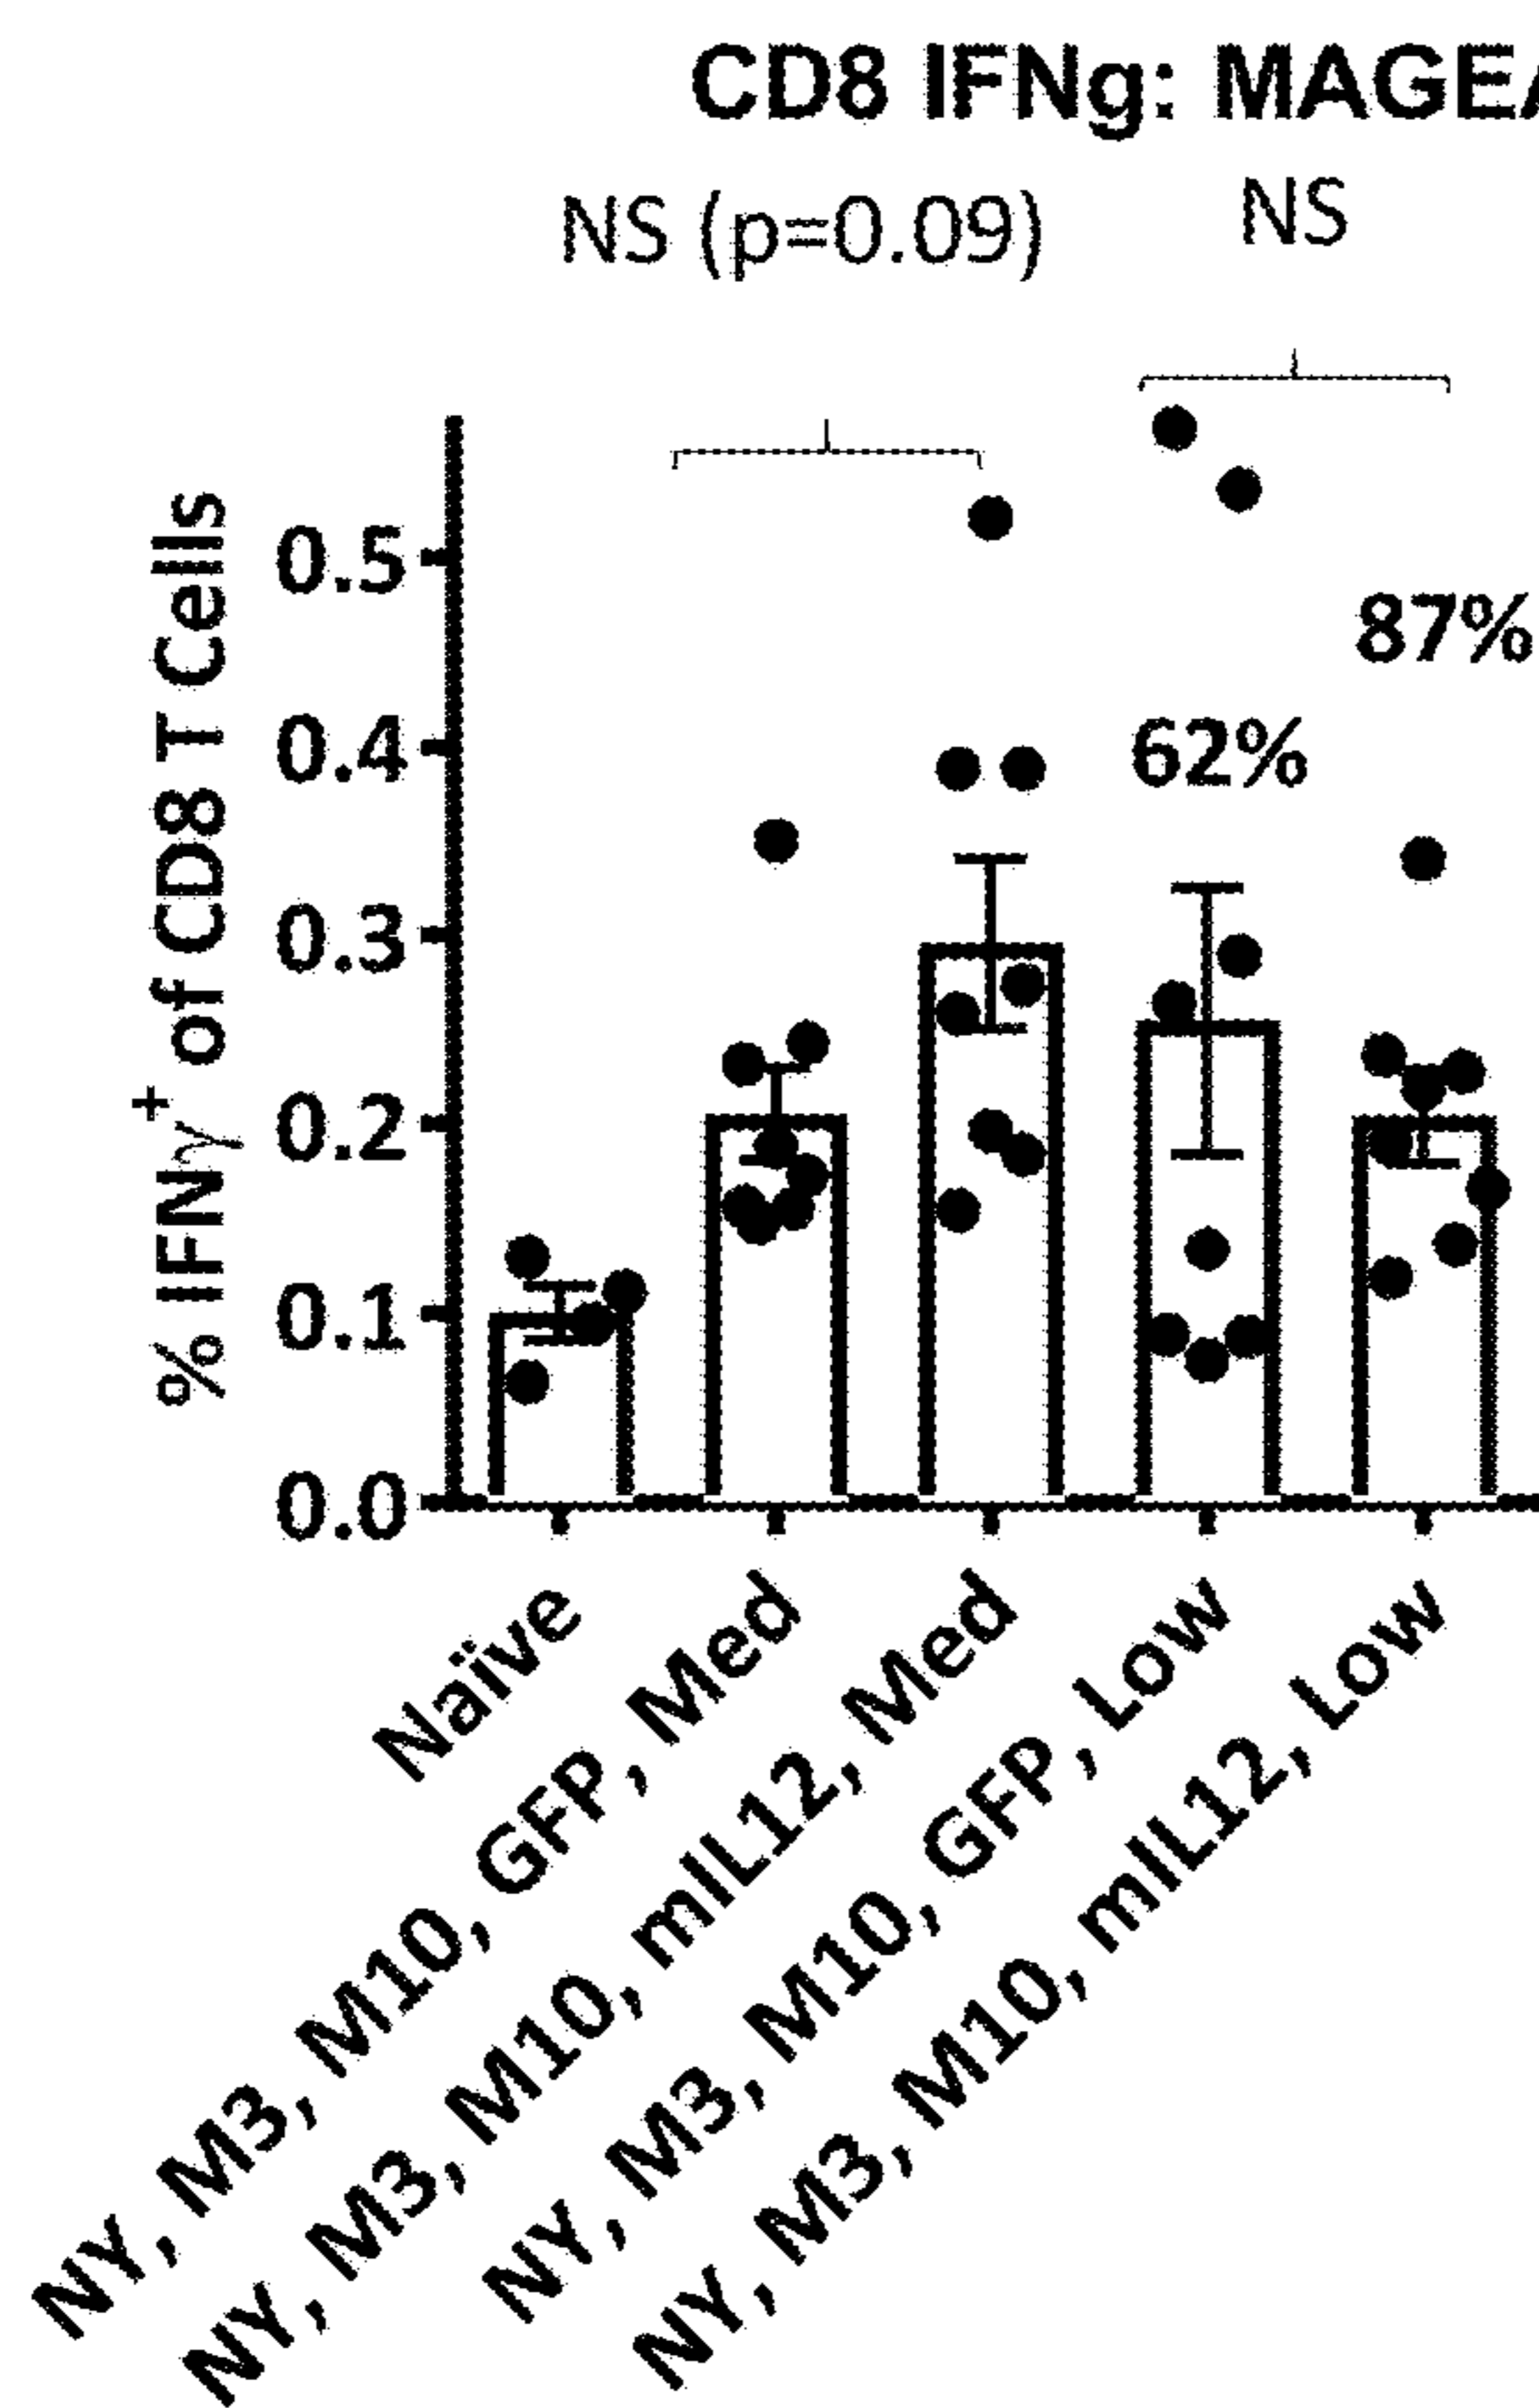 CD8 IFNg: MAGEA
NS (p=0.09)
NS
% IFNγ+ of CD8 T Cells
0.5
0.4
0.3
0.2
0.1
0.0
87%
62%
Naïve
NY, M3, M10, GFP, Med
NY, M3, M10, mIL12, Med
NY, M3, M10, GFP, Low
NY, M3, M10, mIL12, Low